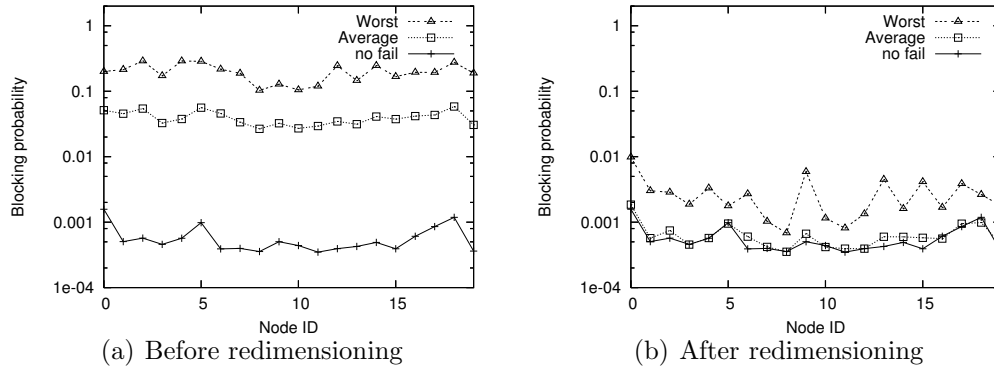 1
0.1
0.01
0.001
1e-04
Blocking probability
0 5 10 15
Node ID
Worst
Average
no fail
(a) Before redimensioning
1
0.1
0.01
0.001
1e-04
Blocking probability
0 5 10 15
Node ID
Worst
Average
no fail
(b) After redimensioning